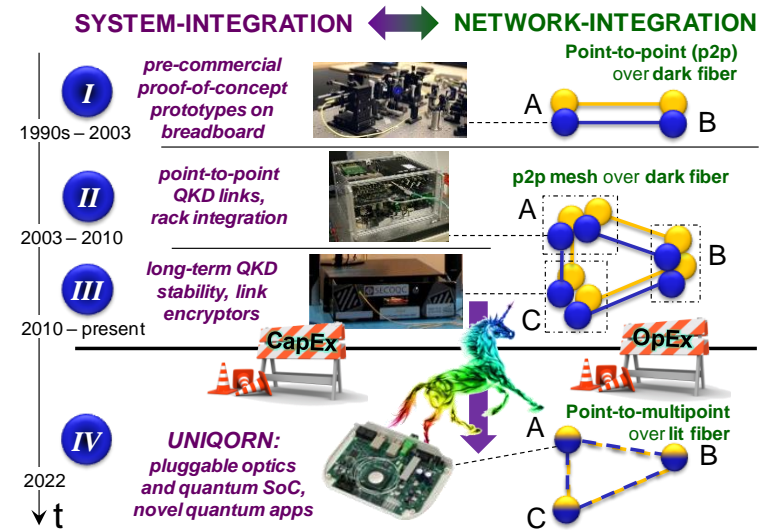 SYSTEM-INTEGRATION
NETWORK-INTEGRATION
I
1990s – 2003
pre-commercial
proof-of-concept
prototypes on
breadboard
Point-to-point (p2p)
over dark fiber
A
B
II
2003 – 2010
point-to-point
QKD links,
rack integration
p2p mesh over dark fiber
A
B
C
III
2010 – present
long-term QKD
stability, link
encryptors
SECOQC
CapEx
OpEx
IV
2022
t
UNIQORN:
pluggable optics
and quantum SoC,
novel quantum apps
Point-to-multipoint
over lit fiber
A
B
C